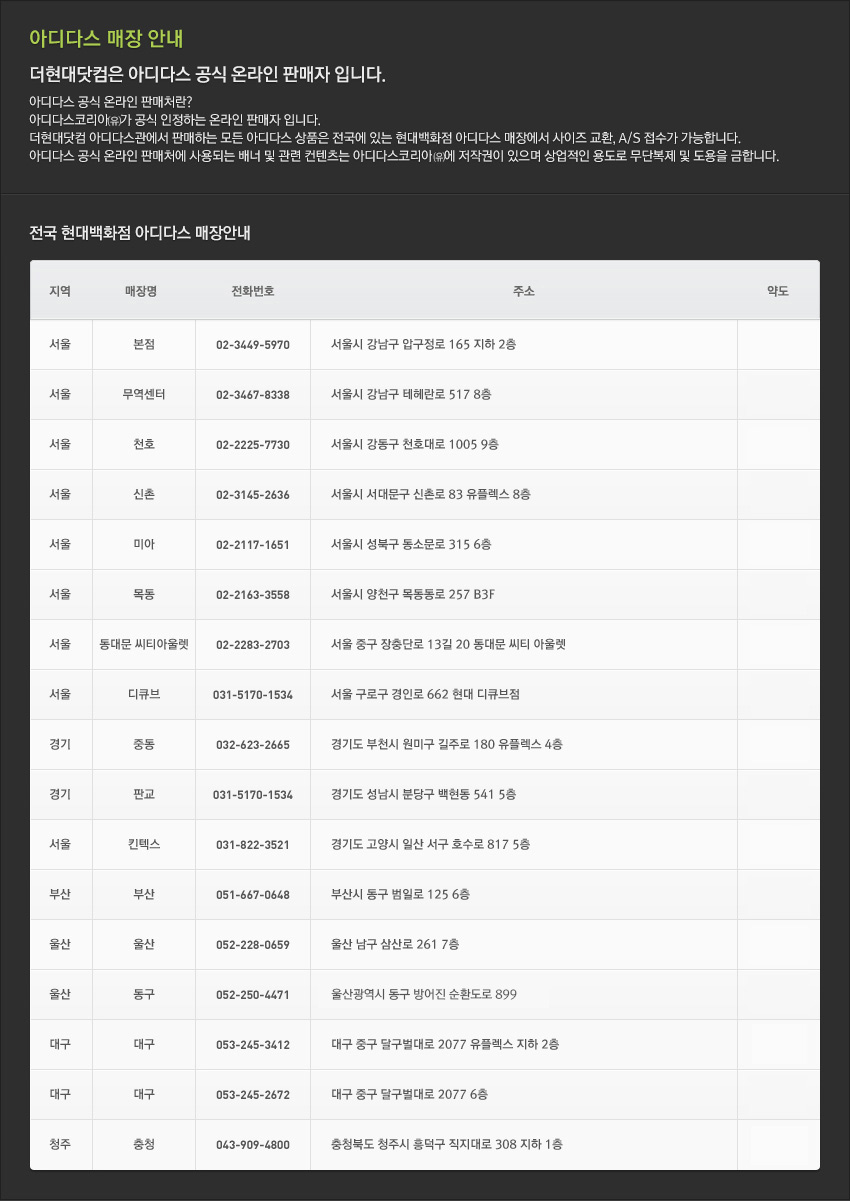 아디다스 매장 안내
더현대닷컴은 아디다스 공식 온라인 판매자 입니다.
아디다스 공식 온라인 판매처란?
아디다스코리아㈒가 공식 인정하는 온라인 판매자 입니다.
더현대닷컴 아디다스관에서 판매하는 모든 아디다스 상품은 전국에 있는 현대백화점 아디다스 매장에서 사이즈 교환, A/S 접수가 가능합니다.
아디다스 공식 온라인 판매처에 사용되는 배너 및 관련 컨텐츠는 아디다스코리아㈒에 저작권이 있으며 상업적인 용도로 무단복제 및 도용을 금합니다.
전국 현대백화점 아디다스 매장안내
지역 매장명 전화번호 주소 약도
서울 본점 02-3449-5970 서울시 강남구 압구정로 165 지하 2층
서울 무역센터 02-3467-8338 서울시 강남구 테헤란로 517 8층
서울 천호 02-2225-7730 서울시 강동구 천호대로 1005 9층
서울 신촌 02-3145-2636 서울시 서대문구 신촌로 83 유플렉스 8층
서울 미아 02-2117-1651 서울시 성북구 동소문로 315 6층
서울 목동 02-2163-3558 서울시 양천구 목동동로 257 B3F
서울 동대문 씨티아울렛 02-2283-2703 서울 중구 장충단로 13길 20 동대문 씨티 아울렛
서울 디큐브 031-5170-1534 서울 구로구 경인로 662 현대 디큐브점
경기 중동 032-623-2665 경기도 부천시 원미구 길주로 180 유플렉스 4층
경기 판교 031-5170-1534 경기도 성남시 분당구 백현동 541 5층
서울 킨텍스 031-822-3521 경기도 고양시 일산 서구 호수로 817 5층
부산 부산 051-667-0648 부산시 동구 범일로 125 6층
울산 울산 052-228-0659 울산 남구 삼산로 261 7층
울산 동구 052-250-4471 울산광역시 동구 방어진 순환도로 899
대구 대구 053-245-3412 대구 중구 달구벌대로 2077 유플렉스 지하 2층
대구 대구 053-245-2672 대구 중구 달구벌대로 2077 6층
청주 충청 043-909-4800 충청북도 청주시 흥덕구 직지대로 308 지하 1층